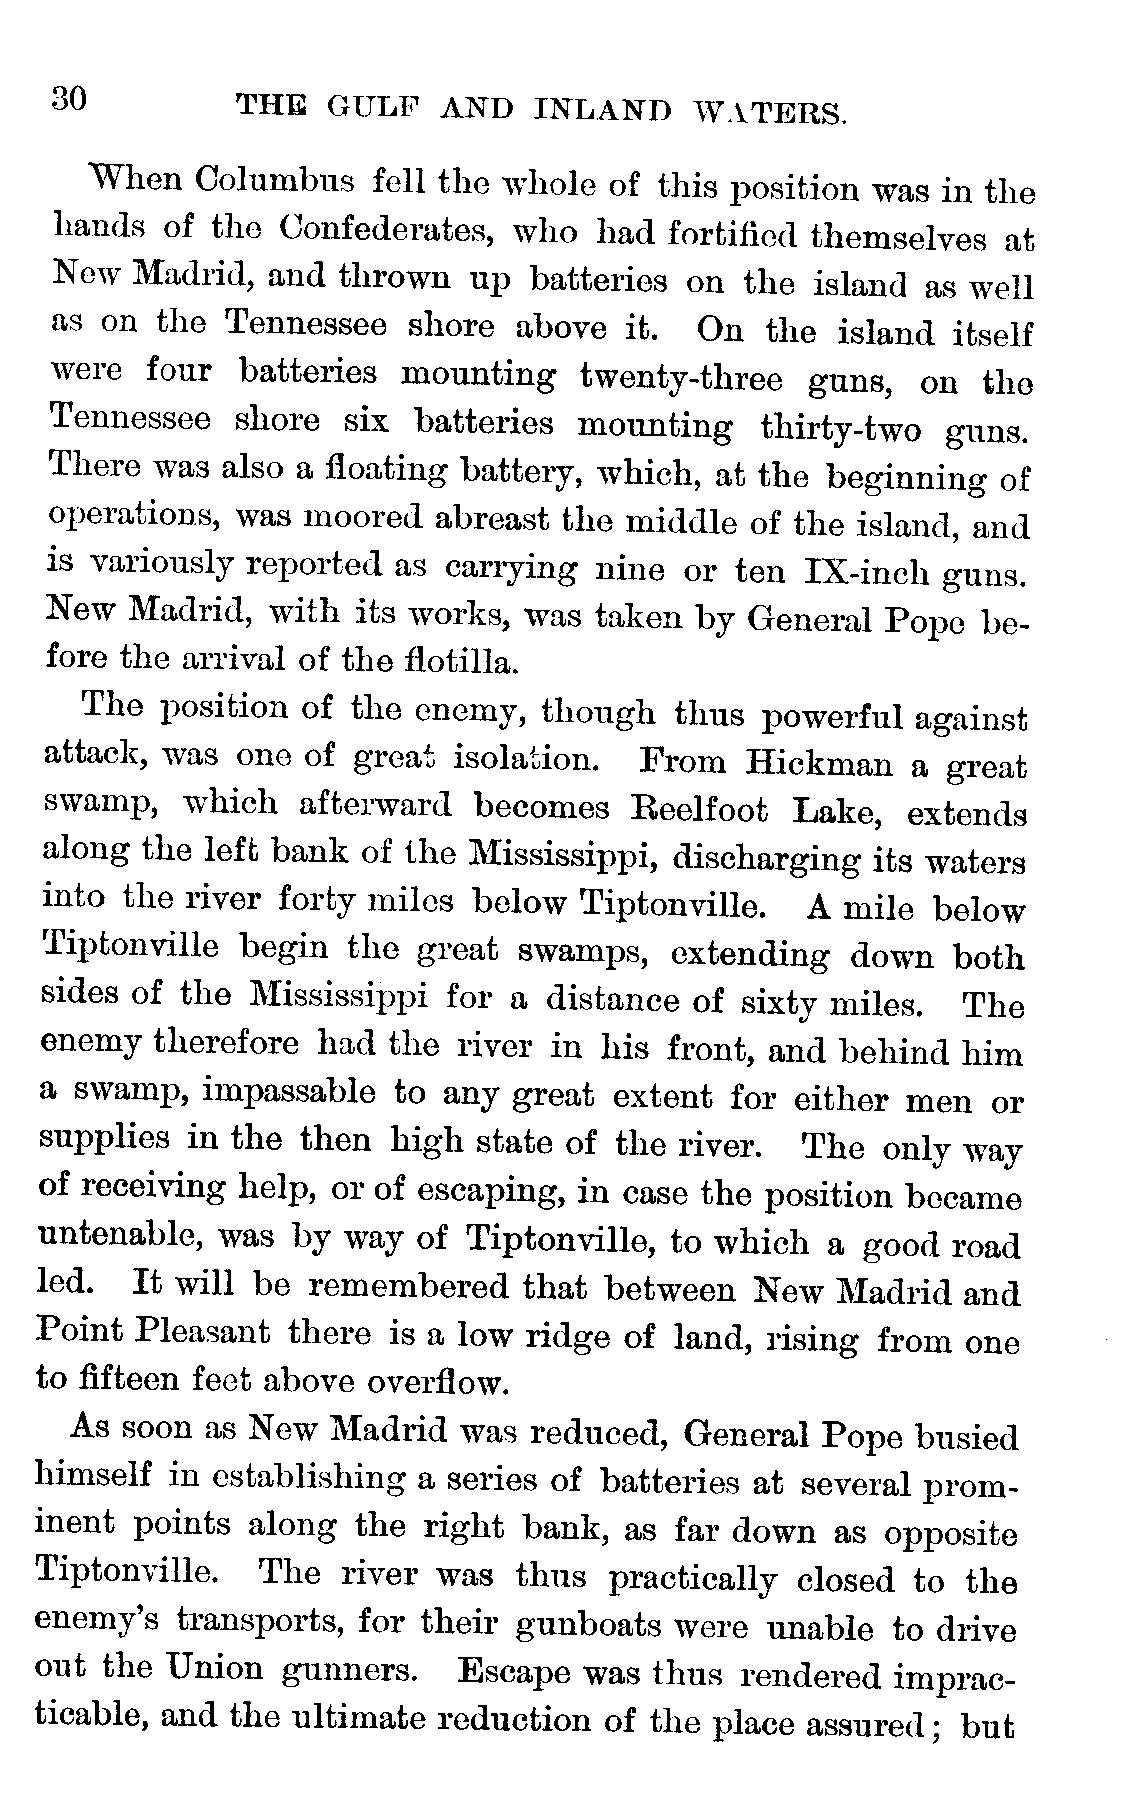 30 THE GULF AND INLAND WATERS.
When Columbus fell the whole of this position was in the
hands of the Confederates, who had fortified themselves at
New Madrid, and thrown up batteries on the island as well
as on the Tennessee shore above it. On the island itself
were four batteries mounting twenty-three guns, on the
Tennessee shore six batteries mounting thirty-two guns.
There was also a floating battery, which, at the beginning of
operations, was moored abreast the middle of the island, and
is variously reported as carrying nine or ten IX-inch guns.
New Madrid, with its works, was taken by General Pope be-
fore the arrival of the flotilla.
The position of the enemy, though thus powerful against
attack, was one of great isolation. From Hickman a great
swamp, which afterward becomes Reelfoot Lake, extends
along the left bank of the Mississippi, discharging its waters
into the river forty miles below Tiptonville. A mile below
Tiptonville begin the great swamps, extending down both
sides of the Mississippi for a distance of sixty miles. The
enemy therefore had the river in his front, and behind him
a swamp, impassable to any great extent for either men or
supplies in the then high state of the river. The only way
of receiving help, or of escaping, in case the position became
untenable, was by way of Tiptonville, to which a good road
led. It will be remembered that between New Madrid and
Point Pleasant there is a low ridge of land, rising from one
to fifteen feet above overflow.
As soon as New Madrid was reduced, General Pope busied
himself in establishing a series of batteries at several prom-
inent points along the right bank, as far down as opposite
Tiptonville. The river was thus practically closed to the
enemy's transports, for their gunboats were unable to drive
out the Union gunners. Escape was thus rendered imprac-
ticable, and the ultimate reduction of the place assured; but